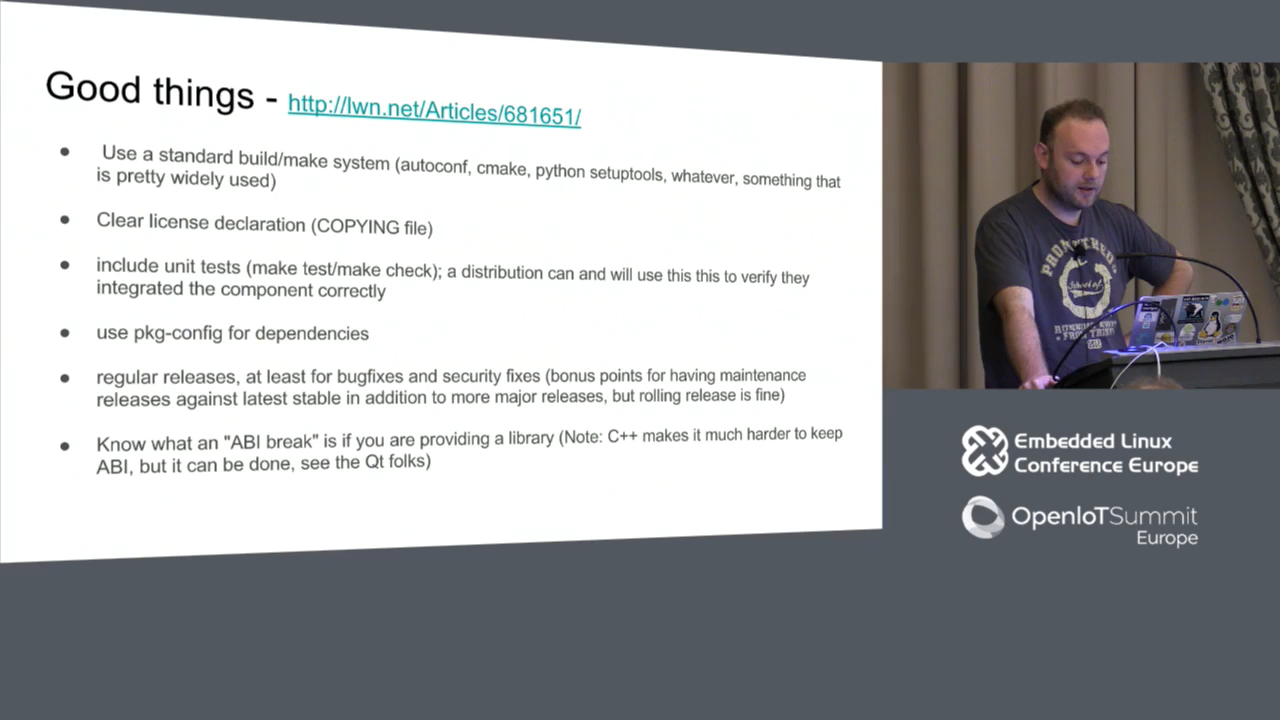 Good things - http://lwn.net/Articles/681651/
Use a standard build/make system (autoconf, cmake, python setuptools, whatever, something that
is pretty widely used)
Clear license declaration (COPYING file)
include unit tests (make test/make check); a distribution can and will use this this to verify they
integrated the component correctly
use pkg-config for dependencies
regular releases, at least for bugfixes and security fixes (bonus points for having maintenance
releases against latest stable in addition to more major releases, but rolling release is fine)
Know what an "ABI break" is if you are providing a library (Note: C++ makes it much harder to keep
ABI, but it can be done, see the Qt folks)
School of
Embedded Linux
Conference Europe
OpenIoTSummit
Europe